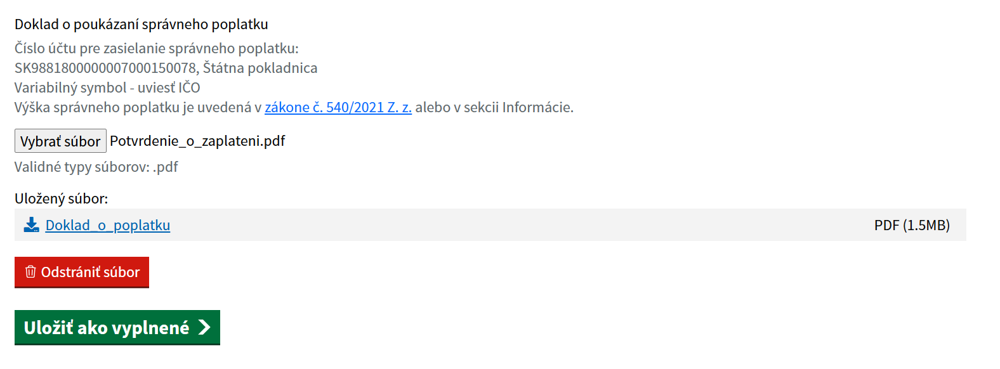 Doklad o poukázaní správneho poplatku
Číslo účtu pre zasielanie správneho poplatku:
SK9881800000007000150078, Štátna pokladnica
Variabilný symbol - uviesť IČO
Výška správneho poplatku je uvedená v zákone č. 540/2021 Z. z. alebo v sekcii Informácie.
Vybrať súbor Potvrdenie_o_zaplateni.pdf
Validné typy súborov: .pdf
Uložený súbor:
Doklad_o_poplatku PDF (1.5MB)
Odstrániť súbor
Uložiť ako vyplnené